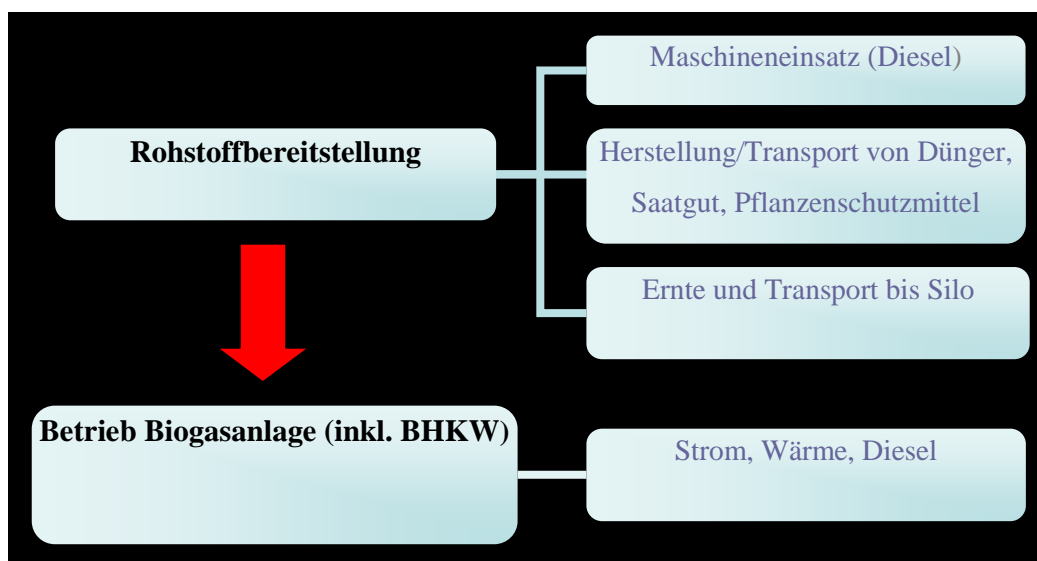 Maschineneinsatz (Diesel)
Rohstoffbereitstellung
Herstellung/Transport von Dünger,
Saatgut, Pflanzenschutzmittel
Ernte und Transport bis Silo
Betrieb Biogasanlage (inkl. BHKW)
Strom, Wärme, Diesel